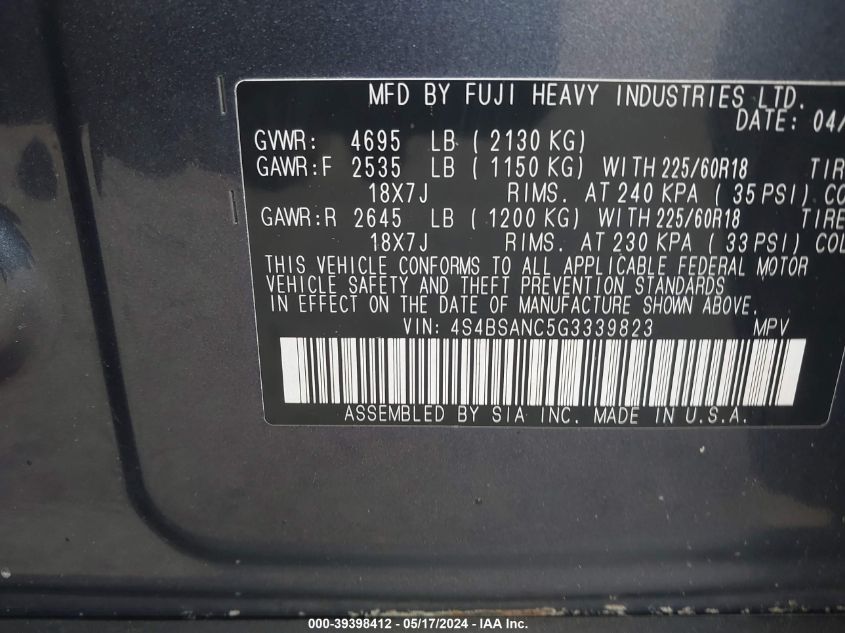 MFD BY FUJI HEAVY INDUSTRIES LTD.
DATE: 04/
GVWR: 4695 LB ( 2130 KG)
GAWR:F 2535 LB ( 1150 KG) WITH 225/60R18 TIR
18X7J RIMS. AT 240 KPA ( 35 PSI) CO
GAWR:R 2645 LB ( 1200 KG) WITH 225/60R18 TIRE
18X7J RIMS. AT 230 KPA ( 33 PSI) COL
THIS VEHICLE CONFORMS TO ALL APPLICABLE FEDERAL MOTOR
VEHICLE SAFETY AND THEFT PREVENTION STANDARDS
IN EFFECT ON THE DATE OF MANUFACTURE SHOWN ABOVE.
VIN: 4S4BSANC5G3339823 MPV
ASSEMBLED BY SIA INC. MADE IN U.S.A.
000-39398412 - 05/17/2024 - IAA Inc.